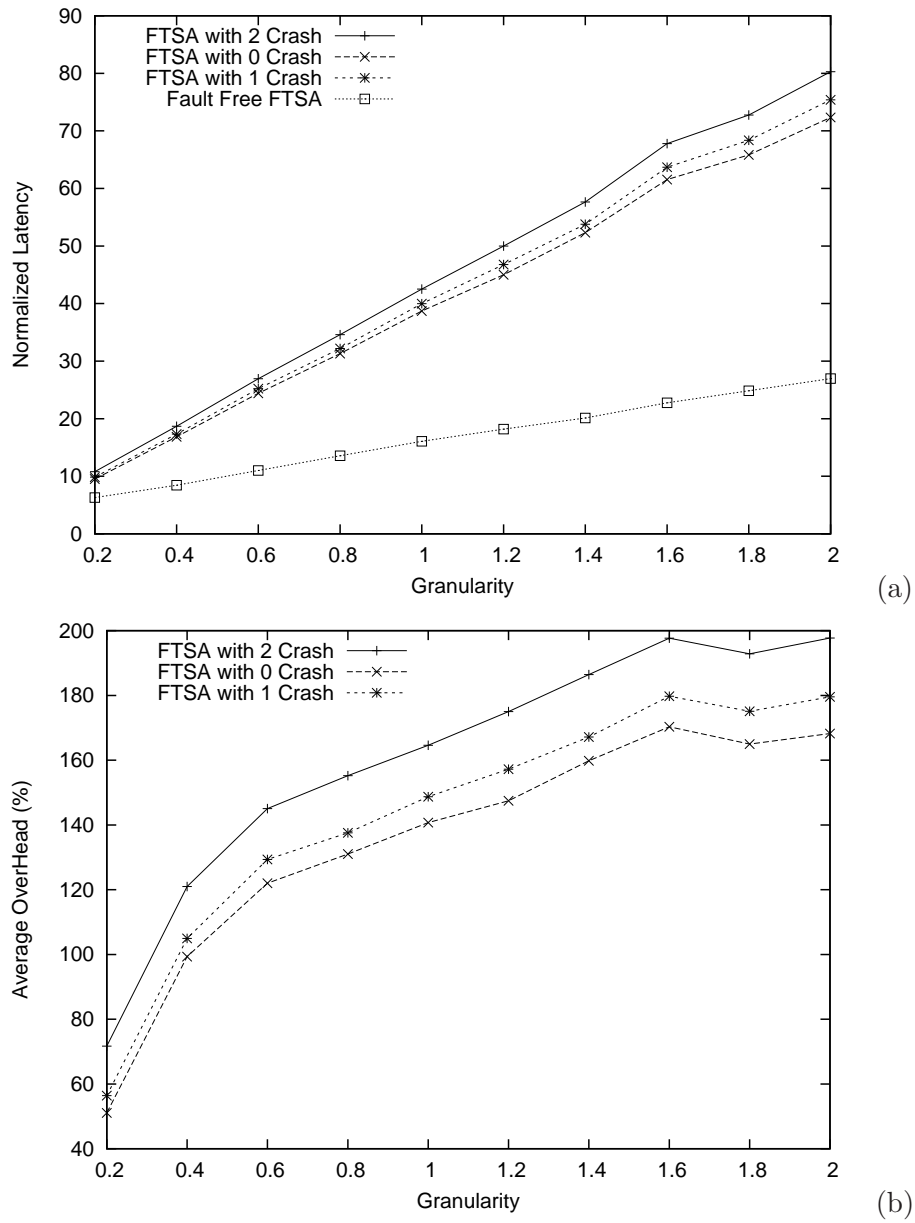 90
80
70
60
50
40
30
20
10
0
Normalized Latency
FTSA with 2 Crash
FTSA with 0 Crash
FTSA with 1 Crash
Fault Free FTSA
0.2 0.4 0.6 0.8 1 1.2 1.4 1.6 1.8 2
Granularity
(a)
200
180
160
140
120
100
80
60
40
Average OverHead (%)
FTSA with 2 Crash
FTSA with 0 Crash
FTSA with 1 Crash
0.2 0.4 0.6 0.8 1 1.2 1.4 1.6 1.8 2
Granularity
(b)